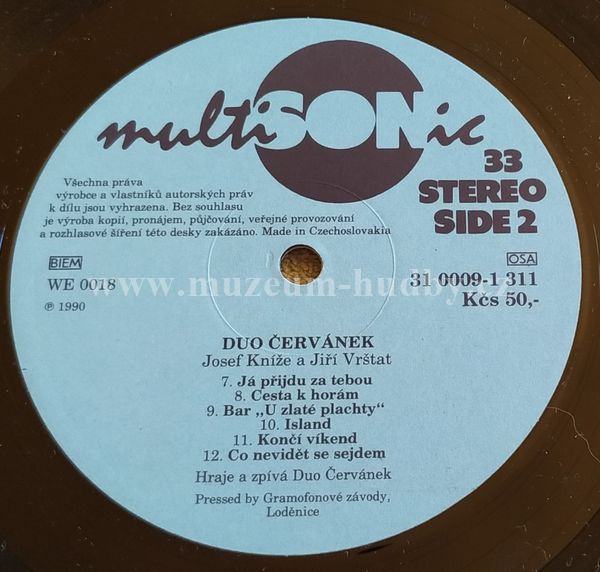 multiSONic
33
STEREO
SIDE 2
Všechna práva
výrobce a vlastníků autorských práv
k dílu jsou vyhrazena. Bez souhlasu
je výroba kopií, pronájem, půjčování, veřejné provozování
a rozhlasové šíření této desky zakázáno. Made in Czechoslovakia
BIEM
OSA
WE 0018
31 0009-1 311
www.muzeum-hudby.cz
℗ 1990
Kčs 50,-
DUO ČERVÁNEK
Josef Kníže a Jiří Vrštat
7. Já přijdu za tebou
8. Cesta k horám
9. Bar „U zlaté plachty“
10. Island
11. Končí víkend
12. Co nevidět se sejdem
Hraje a zpívá Duo Červánek
Pressed by Gramofonové závody,
Loděnice